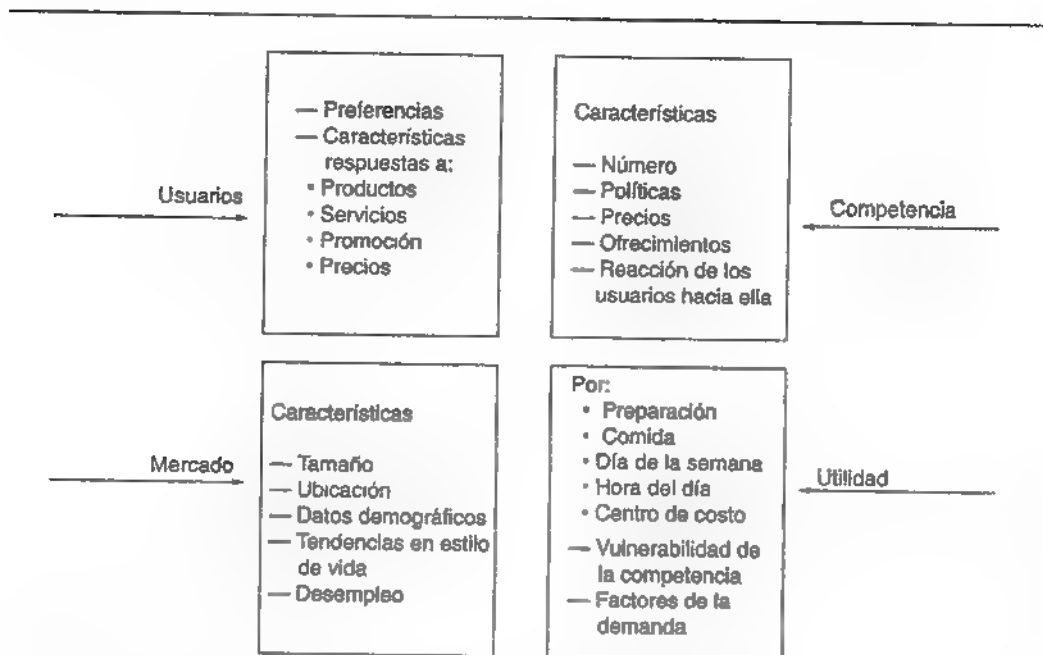 Usuarios
— Preferencias
— Características
respuestas a:
• Productos
• Servicios
• Promoción
• Precios
Características
— Número
— Políticas
— Precios
— Ofrecimientos
— Reacción de los
usuarios hacia ella
Competencia
Mercado
Características
— Tamaño
— Ubicación
— Datos demográficos
— Tendencias en estilo
de vida
— Desempleo
Por:
• Preparación
• Comida
• Día de la semana
• Hora del día
• Centro de costo
— Vulnerabilidad de
la competencia
— Factores de la
demanda
Utilidad